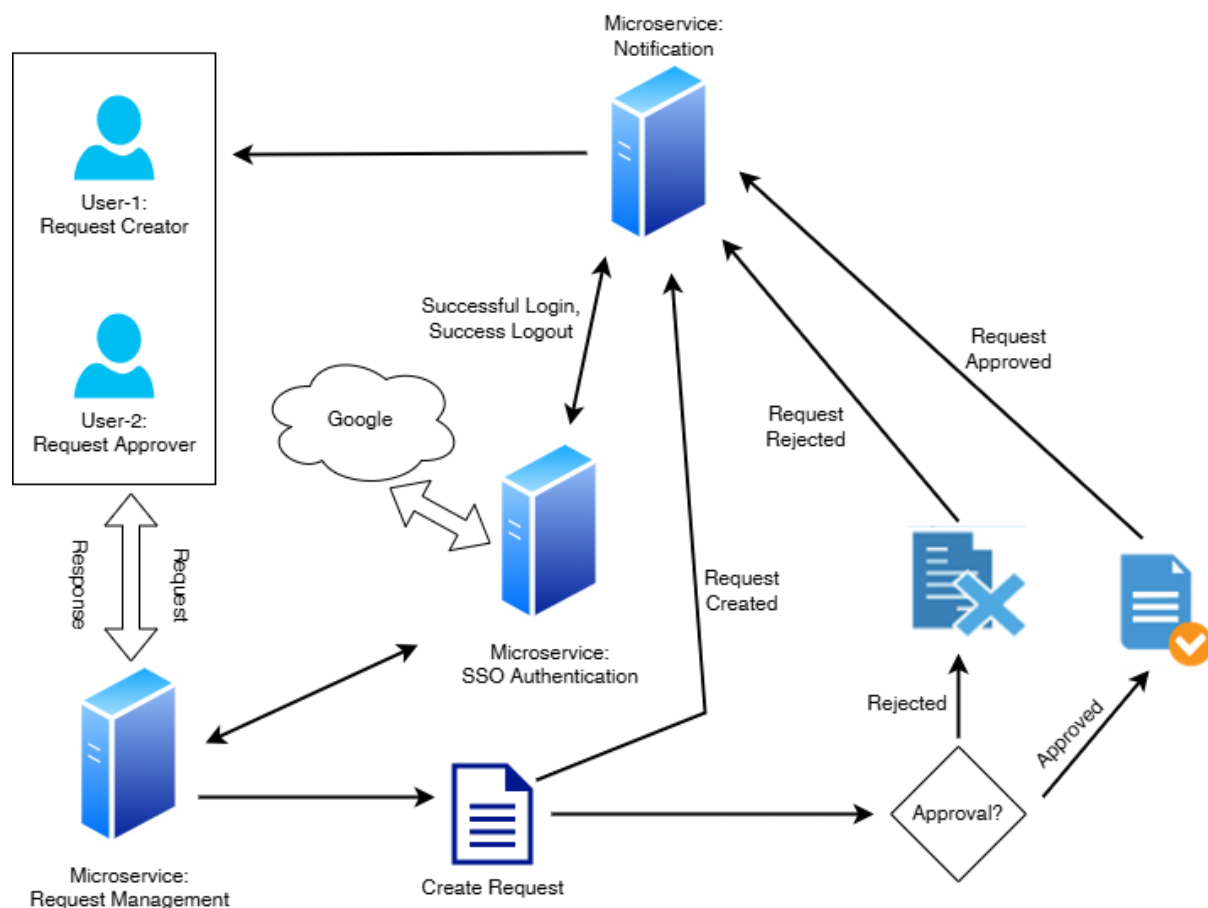 Microservice:
Notification
User-1:
Request Creator
Successful Login,
Success Logout
Request
Approved
User-2:
Request Approver
Google
Request
Rejected
Response
Request
Request
Created
Microservice:
SSO Authentication
Rejected
Approved
Approval?
Microservice:
Request Management
Create Request